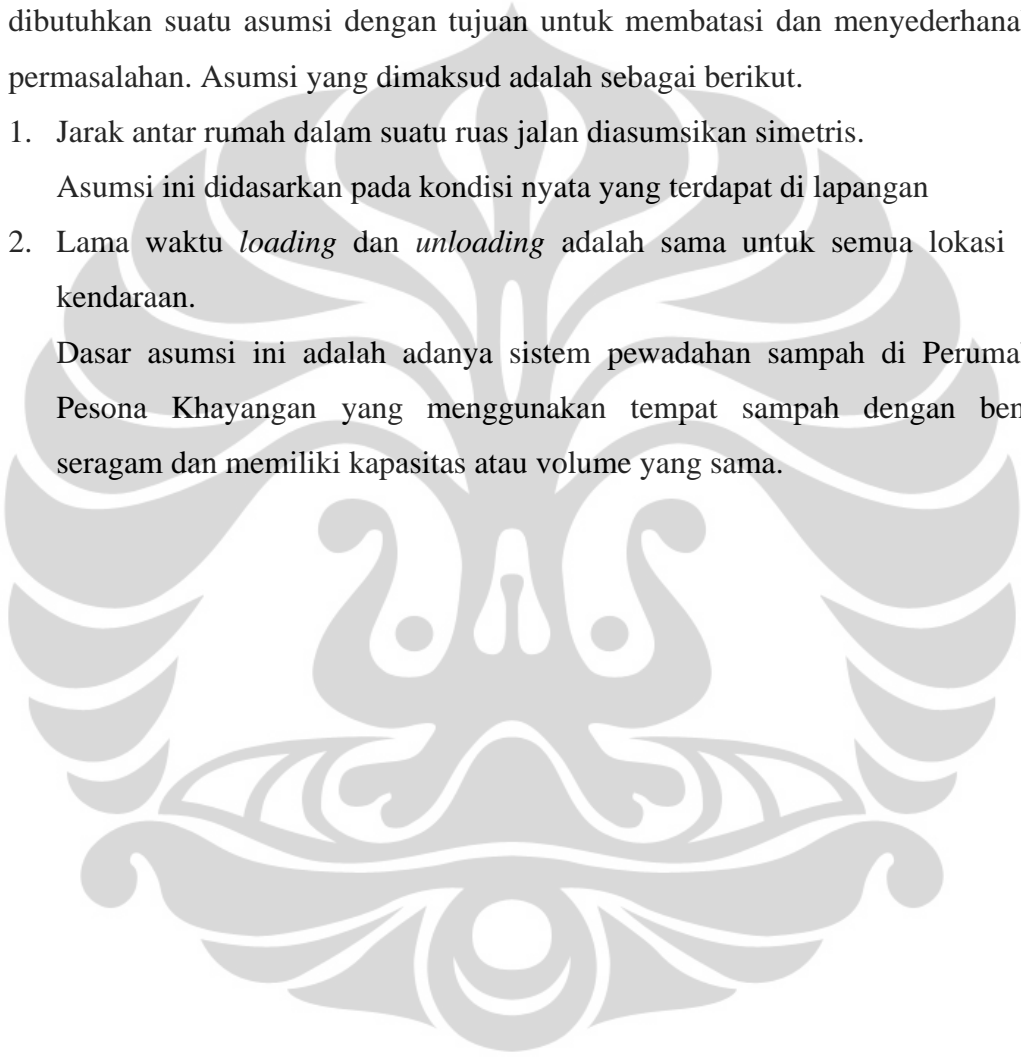 dibutuhkan suatu asumsi dengan tujuan untuk membatasi dan menyederhana
permasalahan. Asumsi yang dimaksud adalah sebagai berikut.
1. Jarak antar rumah dalam suatu ruas jalan diasumsikan simetris.
Asumsi ini didasarkan pada kondisi nyata yang terdapat di lapangan
2. Lama waktu loading dan unloading adalah sama untuk semua lokasi
kendaraan.
Dasar asumsi ini adalah adanya sistem pewadahan sampah di Peruma
Pesona Khayangan yang menggunakan tempat sampah dengan ben
seragam dan memiliki kapasitas atau volume yang sama.